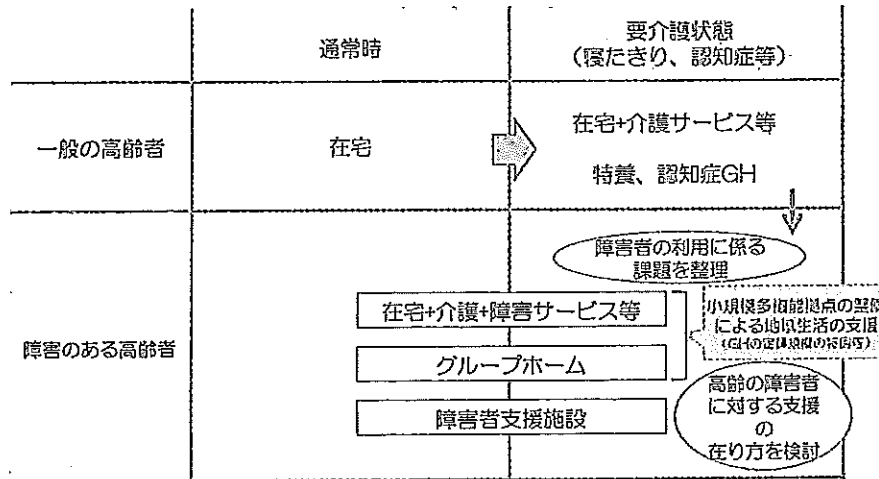 通常時
要介護状態
(寝たきり、認知症等)
一般の高齢者
在宅
在宅+介護サービス等
特養、認知症GH
障害者の利用に係る
課題を整理
障害のある高齢者
在宅+介護+障害サービス等
グループホーム
障害者支援施設
小規模多機能拠点の整備
による地域生活の支援
高齢の障害者
に対する支援
の
在り方を検討